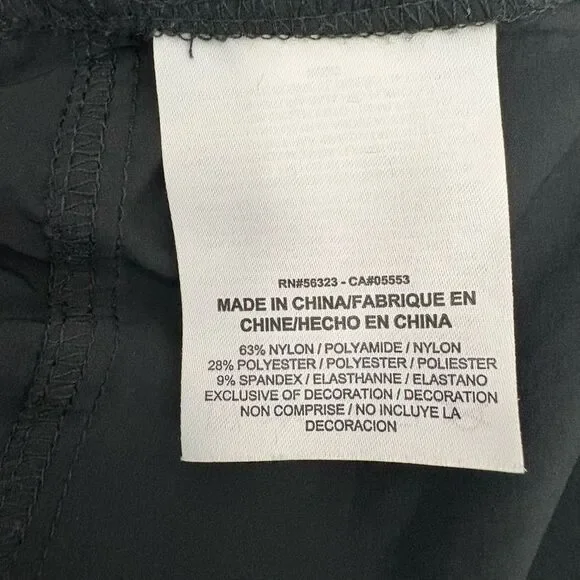 RN#56323 - CA#05553
MADE IN CHINA/FABRIQUE EN
CHINE/HECHO EN CHINA
63% NYLON / POLYAMIDE / NYLON
28% POLYESTER / POLYESTER / POLIESTER
9% SPANDEX / ELASTHANNE / ELASTANO
EXCLUSIVE OF DECORATION / DECORATION
NON COMPRISE / NO INCLUYE LA
DECORACION